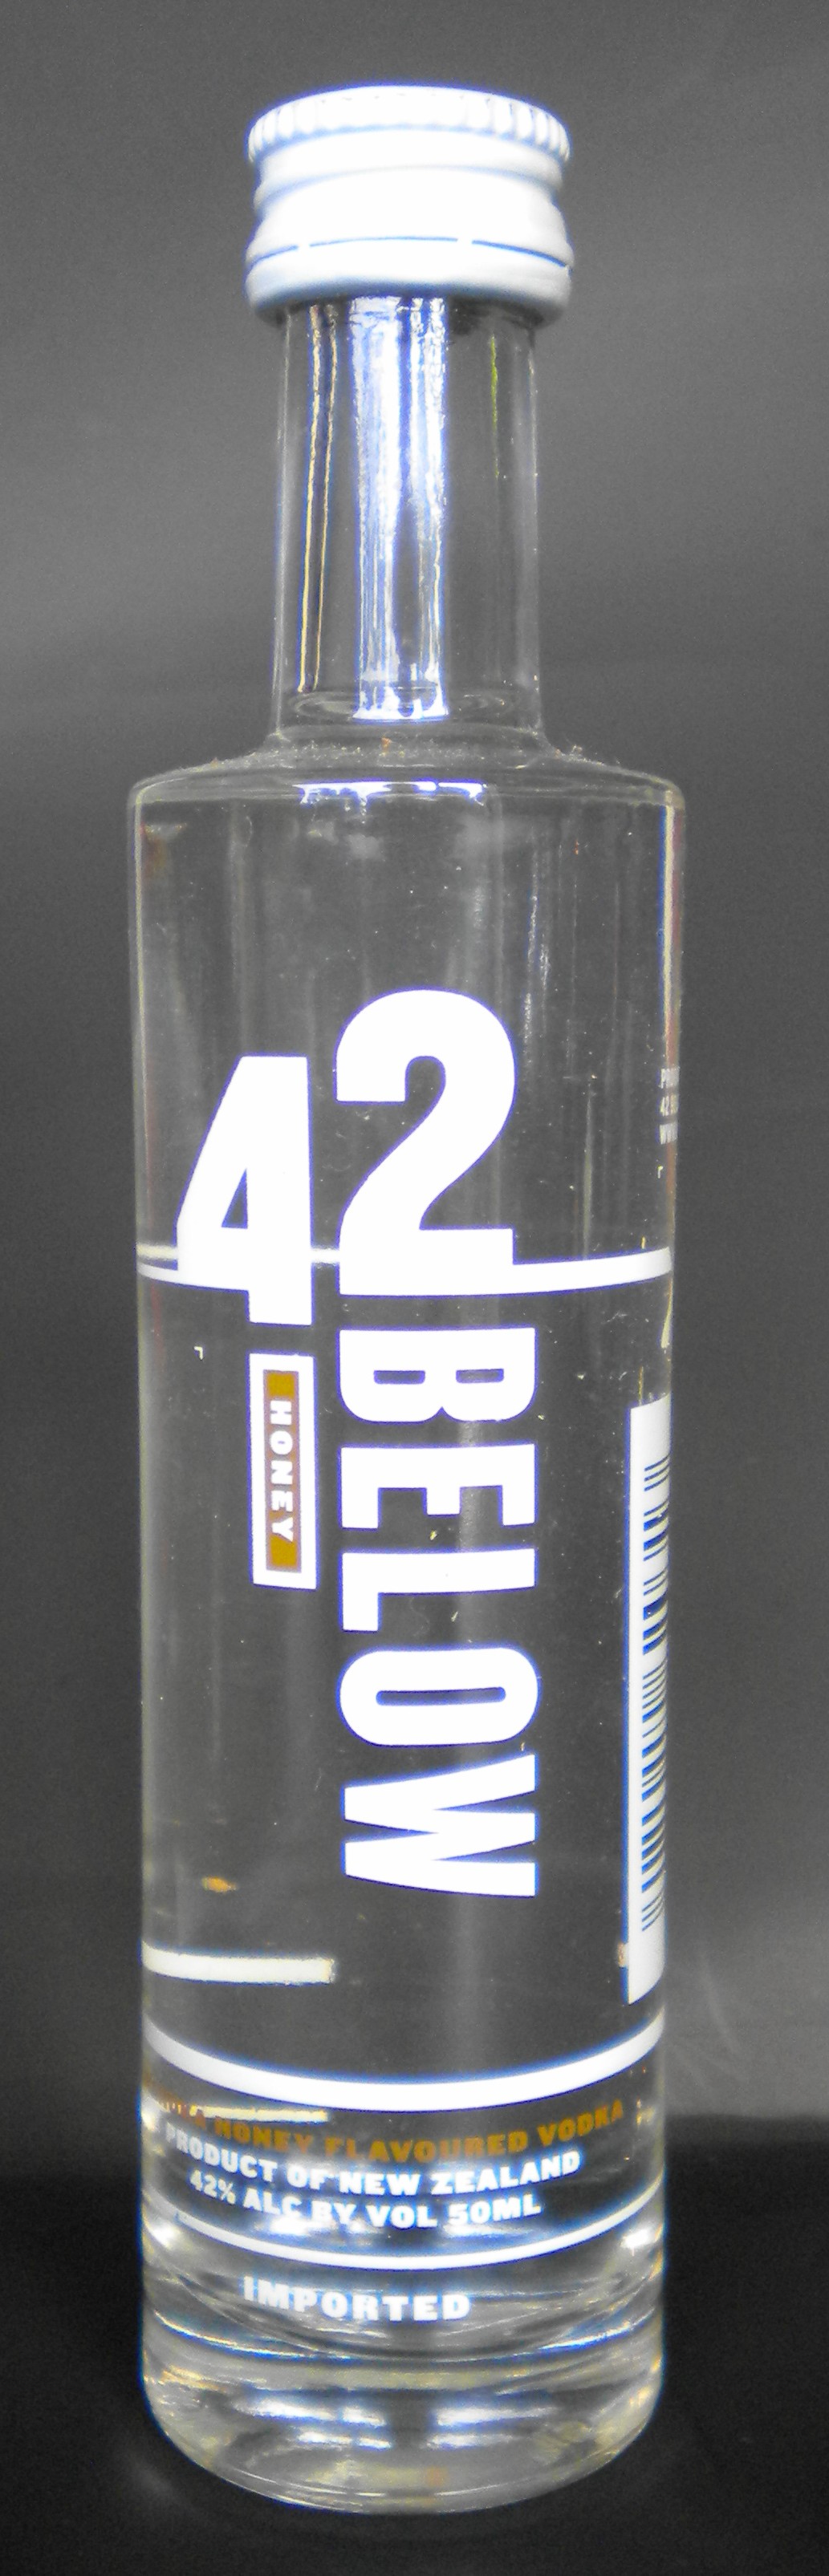 42
BELOW
HONEY
HONEY FLAVOURED VODKA
PRODUCT OF NEW ZEALAND
42% ALC BY VOL 50ML
IMPORTED